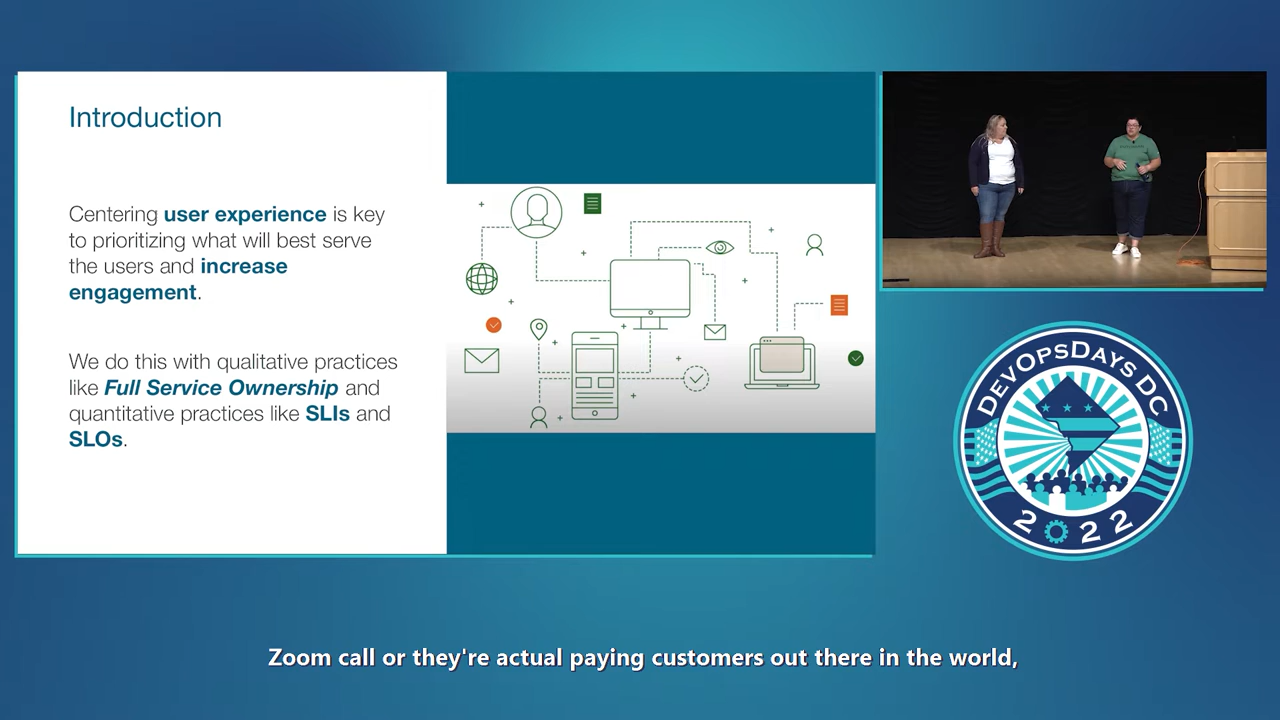 Introduction
Centering user experience is key
to prioritizing what will best serve
the users and increase
engagement.
We do this with qualitative practices
like Full Service Ownership and
quantitative practices like SLIs and
SLOs.
DEVOPSDAYS DC
2022
Zoom call or they're actual paying customers out there in the world,